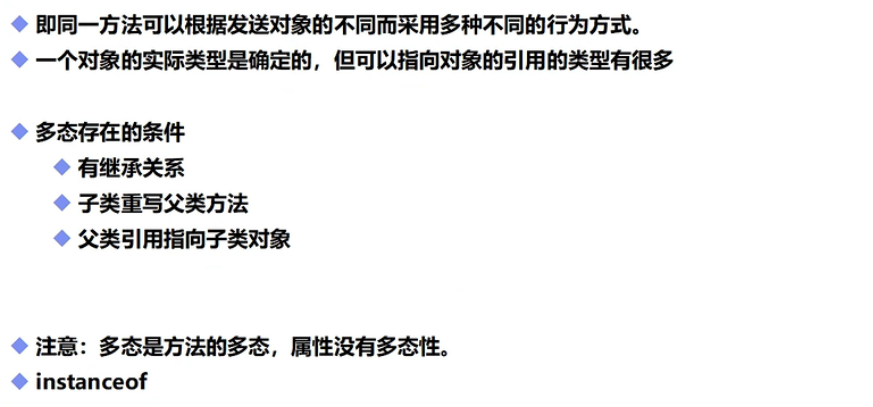 即同一方法可以根据发送对象的不同而采用多种不同的行为方式。
一个对象的实际类型是确定的，但可以指向对象的引用的类型有很多
多态存在的条件
有继承关系
子类重写父类方法
父类引用指向子类对象
注意：多态是方法的多态，属性没有多态性。
instanceof